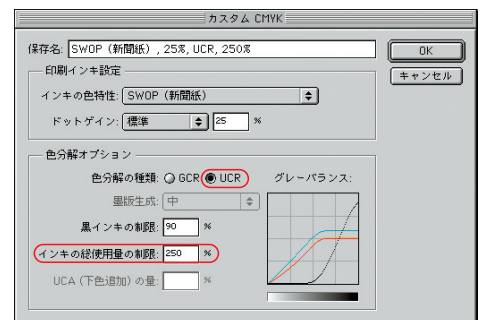 カスタム CMYK
保存名: SWOP（新聞紙）, 25%, UCR, 250%
OK
キャンセル
印刷インキ設定
インキの色特性: SWOP（新聞紙）
ドットゲイン: 標準 25 %
色分解オプション
色分解の種類: GCR UCR グレーバランス:
墨版生成: 中
黒インキの制限: 90 %
インキの総使用量の制限: 250 %
UCA（下色追加）の量: %